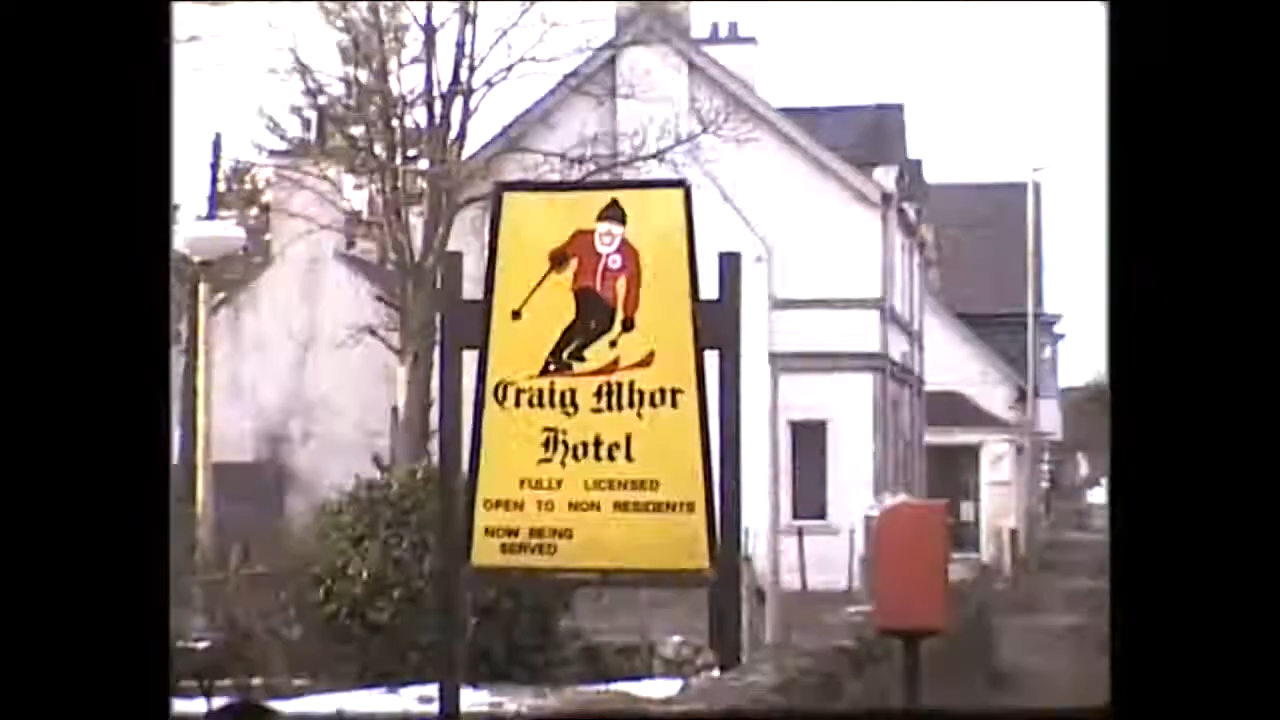 Craig Mhor
Hotel
FULLY LICENSED
OPEN TO NON RESIDENTS
NOW BEING
SERVED